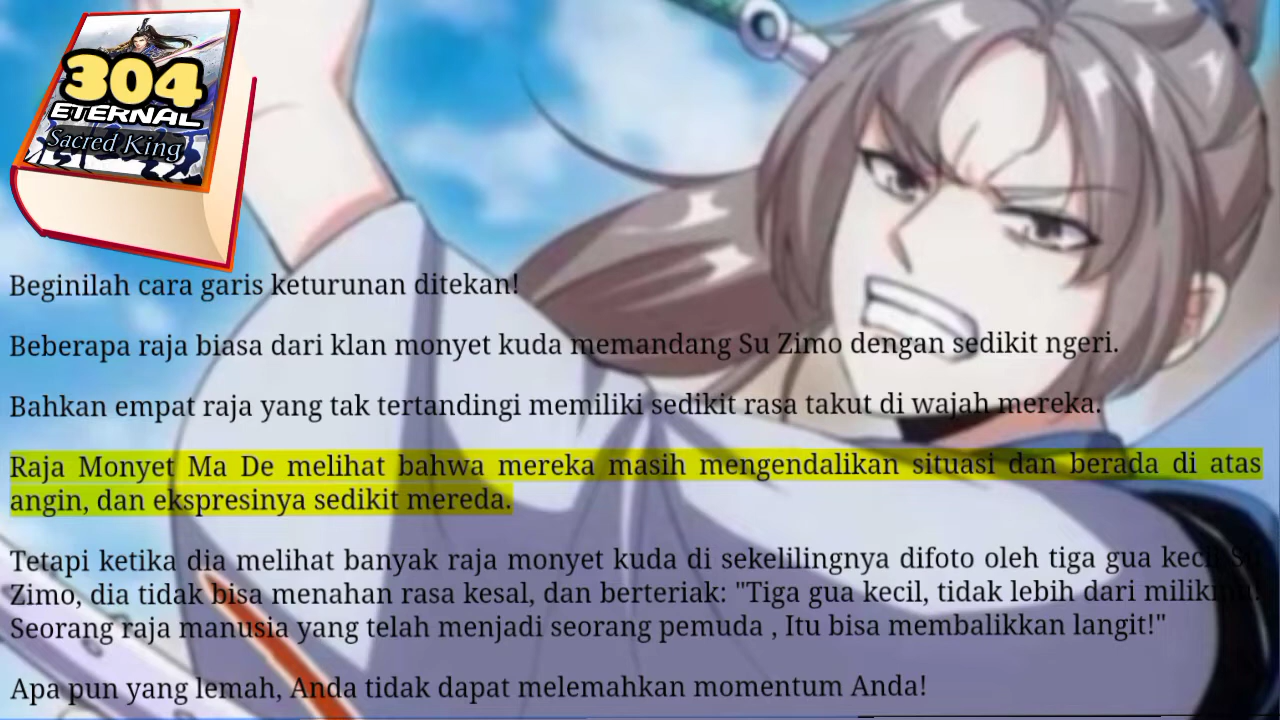 304
ETERNAL
Sacred King
Beginilah cara garis keturunan ditekan!
Beberapa raja biasa dari klan monyet kuda memandang Su Zimo dengan sedikit ngeri.
Bahkan empat raja yang tak tertandingi memiliki sedikit rasa takut di wajah mereka.
Raja Monyet Ma De melihat bahwa mereka masih mengendalikan situasi dan berada di atas
angin, dan ekspresinya sedikit mereda.
Tetapi ketika dia melihat banyak raja monyet kuda di sekelilingnya difoto oleh tiga gua kecil Su
Zimo, dia tidak bisa menahan rasa kesal, dan berteriak: "Tiga gua kecil, tidak lebih dari milikmu!
Seorang raja manusia yang telah menjadi seorang pemuda , Itu bisa membalikkan langit!"
Apa pun yang lemah, Anda tidak dapat melemahkan momentum Anda!